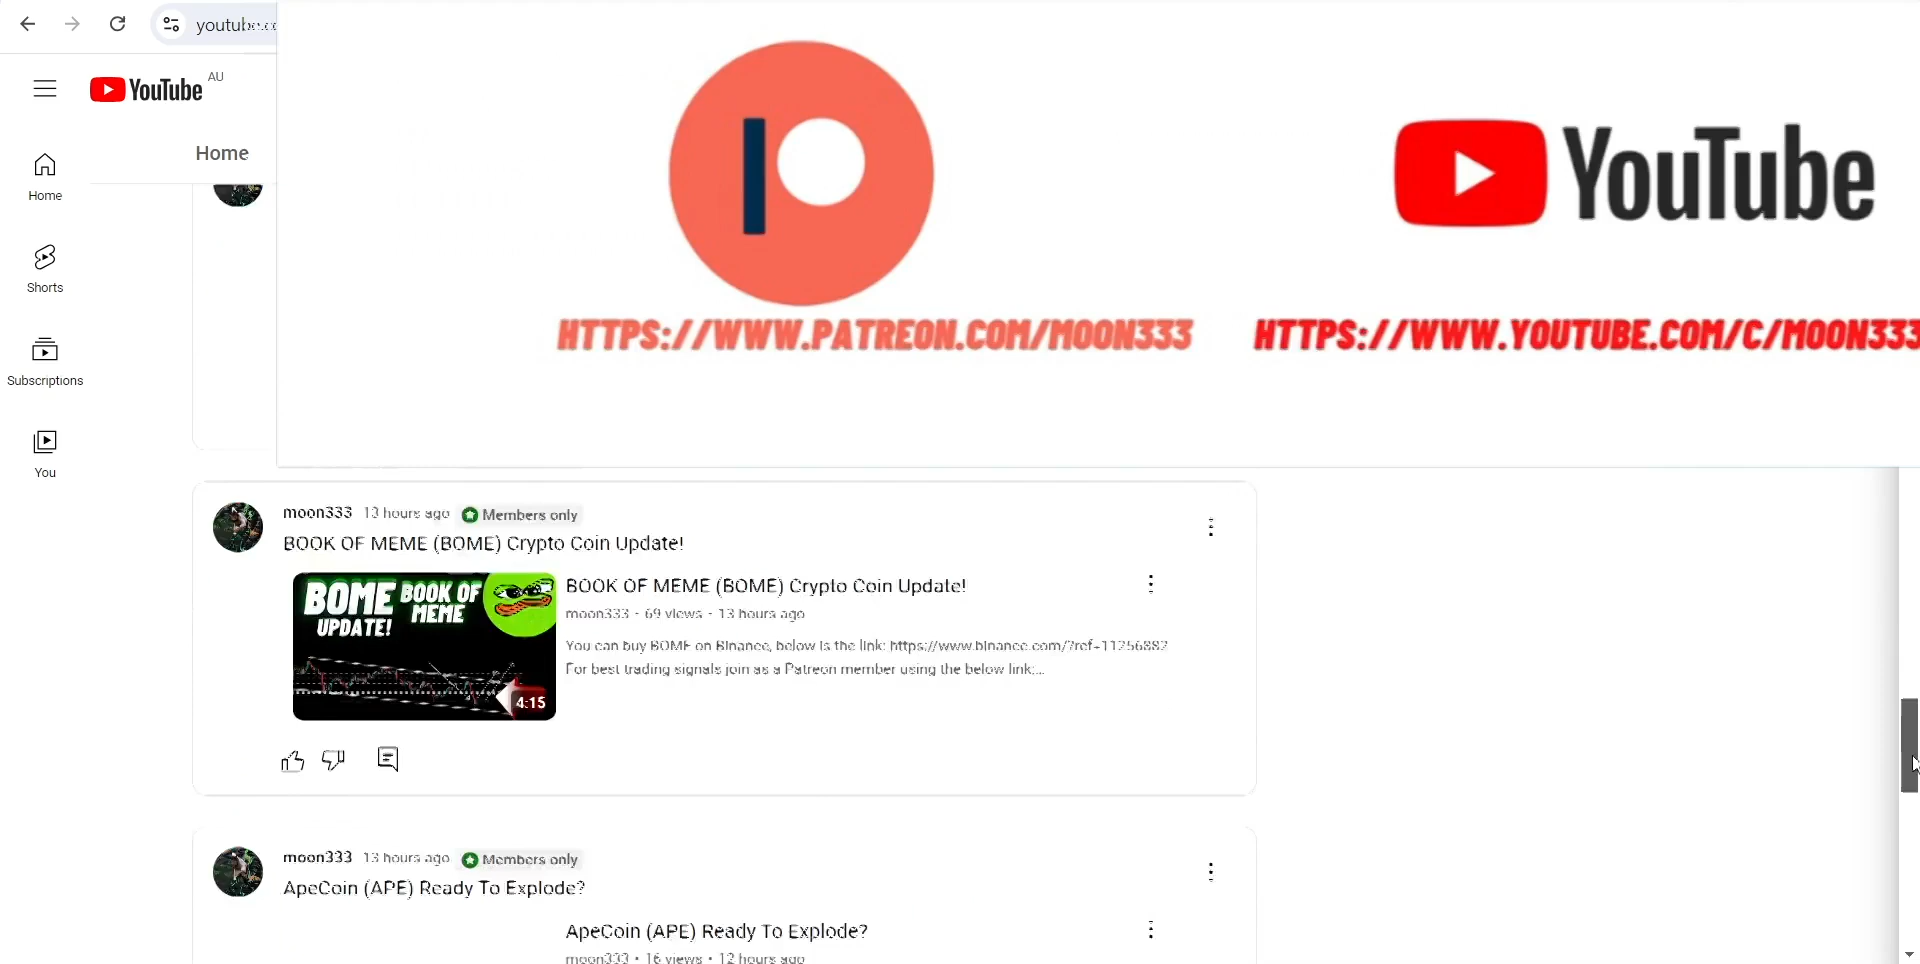 youtube.co
YouTube AU
Home
Home
Shorts
Subscriptions
You
YouTube
HTTPS://WWW.PATREON.COM/MOON333
HTTPS://WWW.YOUTUBE.COM/C/MOON333
moon333 13 hours ago Members only
BOOK OF MEME (BOME) Crypto Coin Update!
BOME BOOK OF
MEME
UPDATE!
4:15
BOOK OF MEME (BOME) Crypto Coin Update!
moon333 • 69 views • 13 hours ago
You can buy BOME on Binance, below is the link: https://www.binance.com/?ref=11256882
For best trading signals join as a Patreon member using the below link:...
moon333 13 hours ago Members only
ApeCoin (APE) Ready To Explode?
ApeCoin (APE) Ready To Explode?
moon333 • 16 views • 12 hours ago